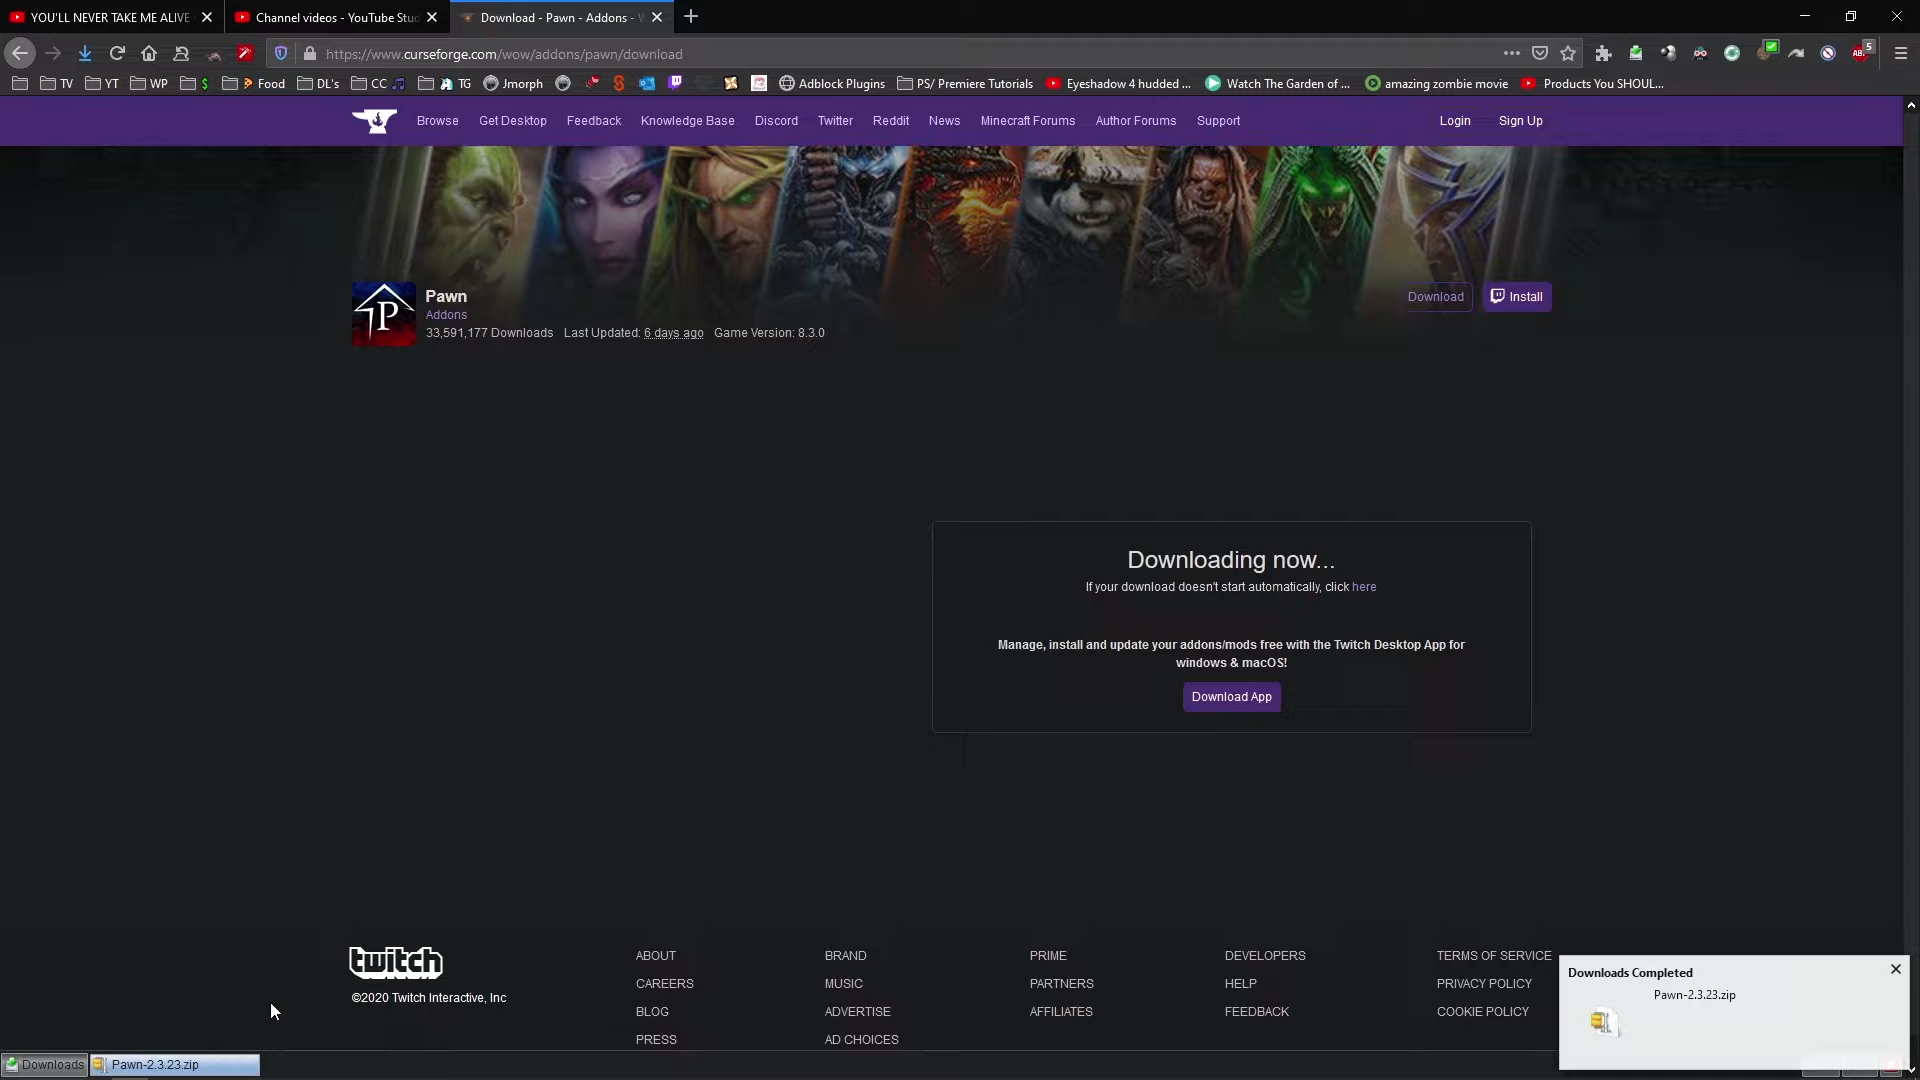 YOU'LL NEVER TAKE ME ALIVE
Channel videos - YouTube Stud
Download - Pawn - Addons - W
https://www.curseforge.com/wow/addons/pawn/download
5
TV
YT
WP
$
Food
DL's
CC
TG
Jmorph
Adblock Plugins
PS/ Premiere Tutorials
Eyeshadow 4 hudded ...
Watch The Garden of ...
amazing zombie movie
Products You SHOUL...
Browse
Get Desktop
Feedback
Knowledge Base
Discord
Twitter
Reddit
News
Minecraft Forums
Author Forums
Support
Login
Sign Up
P
Pawn
Addons
33,591,177 Downloads Last Updated: 6 days ago Game Version: 8.3.0
Download
Install
Downloading now...
If your download doesn't start automatically, click here
Manage, install and update your addons/mods free with the Twitch Desktop App for
windows & macOS!
Download App
twitch
©2020 Twitch Interactive, Inc
ABOUT
CAREERS
BLOG
PRESS
BRAND
MUSIC
ADVERTISE
AD CHOICES
PRIME
PARTNERS
AFFILIATES
DEVELOPERS
HELP
FEEDBACK
TERMS OF SERVICE
PRIVACY POLICY
COOKIE POLICY
Downloads Completed
Pawn-2.3.23.zip
Downloads
Pawn-2.3.23.zip